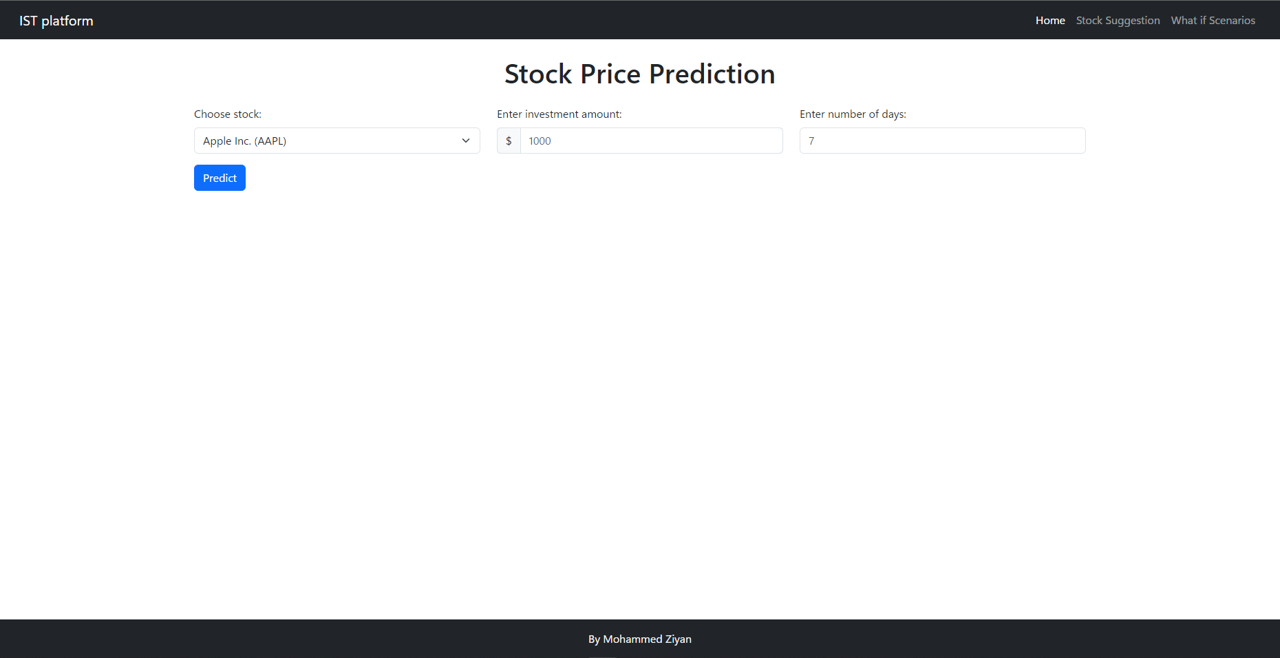 IST platform
Home Stock Suggestion What if Scenarios
Stock Price Prediction
Choose stock: Enter investment amount: Enter number of days:
Apple Inc. (AAPL) $ 1000 7
Predict
By Mohammed Ziyan